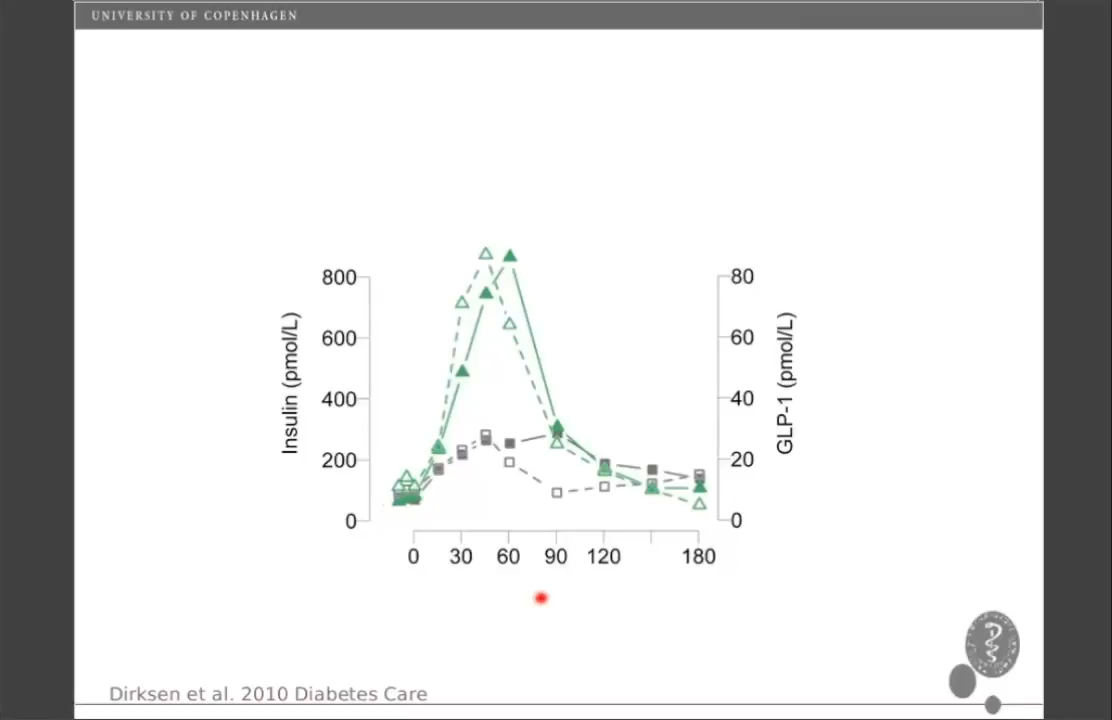 UNIVERSITY OF COPENHAGEN
Insulin (pmol/L)
800
600
400
200
0
80
60
40
20
0
GLP-1 (pmol/L)
0 30 60 90 120 180
Dirksen et al. 2010 Diabetes Care